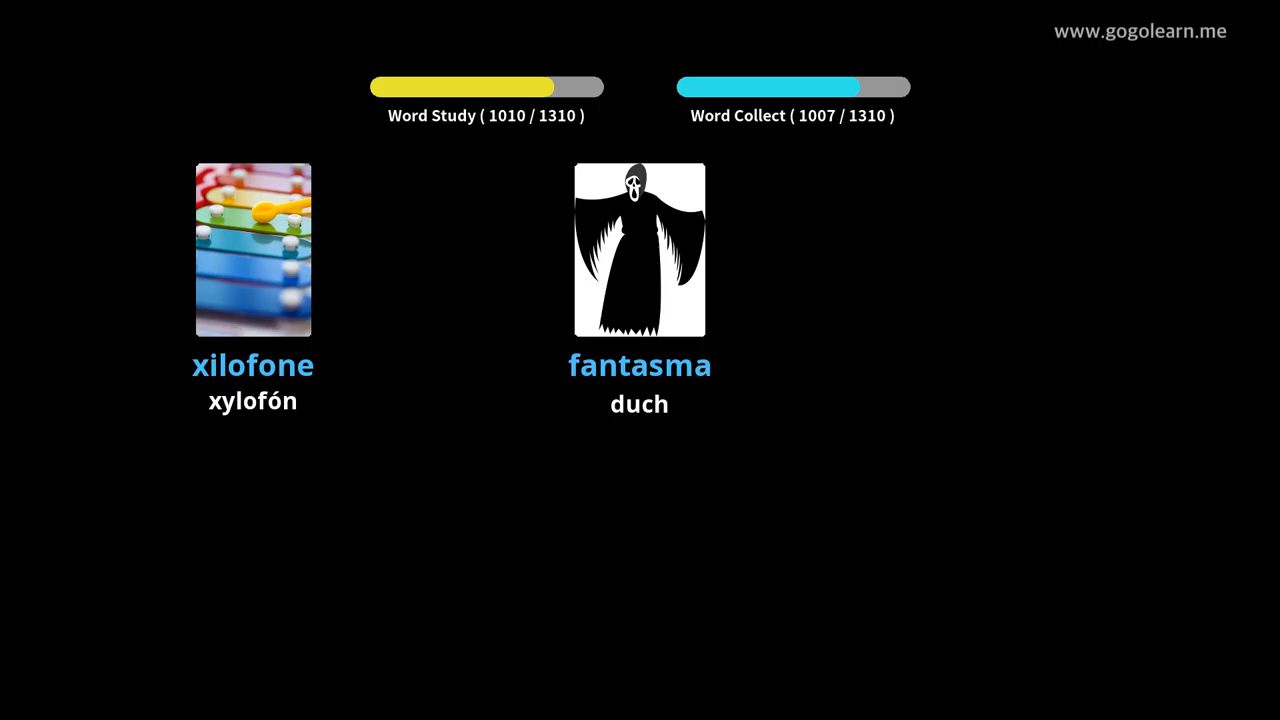 www.gogolearn.me
Word Study ( 1010 / 1310 )
Word Collect ( 1007 / 1310 )
xilofone
xylofón
fantasma
duch